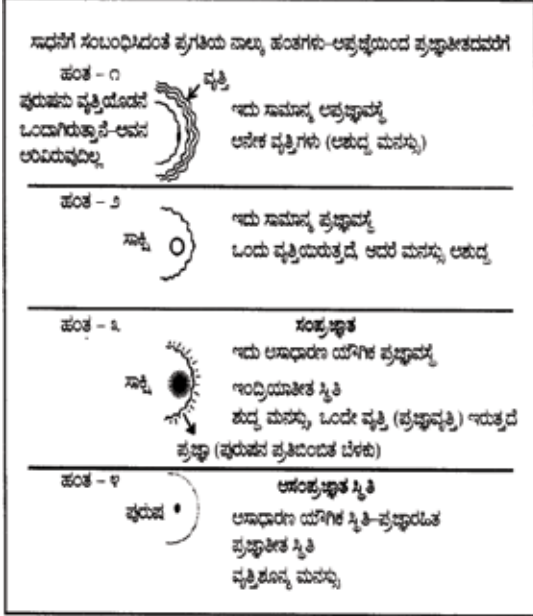 ಸಾಧನೆಗೆ ಸಂಬಂಧಿಸಿದಂತೆ ಪ್ರಗತಿಯ ನಾಲ್ಕು ಹಂತಗಳು–ಅಪ್ರಜ್ಞೆಯಿಂದ ಪ್ರಜ್ಞಾತೀತದವರೆಗೆ
ಹಂತ – ೧
ವೃತ್ತಿ
ಪುರುಷನು ವೃತ್ತಿಯೊಡನೆ
ಒಂದಾಗಿರುತ್ತಾನೆ–ಅವನ
ಅರಿವಿರುವುದಿಲ್ಲ
ಇದು ಸಾಮಾನ್ಯ ಅಪ್ರಜ್ಞಾವಸ್ಥೆ
ಅನೇಕ ವೃತ್ತಿಗಳು (ಅಶುದ್ಧ ಮನಸ್ಸು)
ಹಂತ – ೨
ಸಾಕ್ಷಿ
ಇದು ಸಾಮಾನ್ಯ ಪ್ರಜ್ಞಾವಸ್ಥೆ
ಒಂದು ವೃತ್ತಿಯಿರುತ್ತದೆ, ಆದರೆ ಮನಸ್ಸು ಅಶುದ್ಧ
ಹಂತ – ೩
ಸಂಪ್ರಜ್ಞಾತ
ಸಾಕ್ಷಿ
ಇದು ಅಸಾಧಾರಣ ಯೌಗಿಕ ಪ್ರಜ್ಞಾವಸ್ಥೆ
ಇಂದ್ರಿಯಾತೀತ ಸ್ಥಿತಿ
ಶುದ್ಧ ಮನಸ್ಸು, ಒಂದೇ ವೃತ್ತಿ (ಪ್ರಜ್ಞಾವೃತ್ತಿ) ಇರುತ್ತದೆ
ಪ್ರಜ್ಞಾ (ಪುರುಷನ ಪ್ರತಿಬಿಂಬಿತ ಬೆಳಕು)
ಹಂತ – ೪
ಅಸಂಪ್ರಜ್ಞಾತ ಸ್ಥಿತಿ
ಪುರುಷ
ಅಸಾಧಾರಣ ಯೌಗಿಕ ಸ್ಥಿತಿ–ಪ್ರಜ್ಞಾರಹಿತ
ಪ್ರಜ್ಞಾತೀತ ಸ್ಥಿತಿ
ವೃತ್ತಿಶೂನ್ಯ ಮನಸ್ಸು